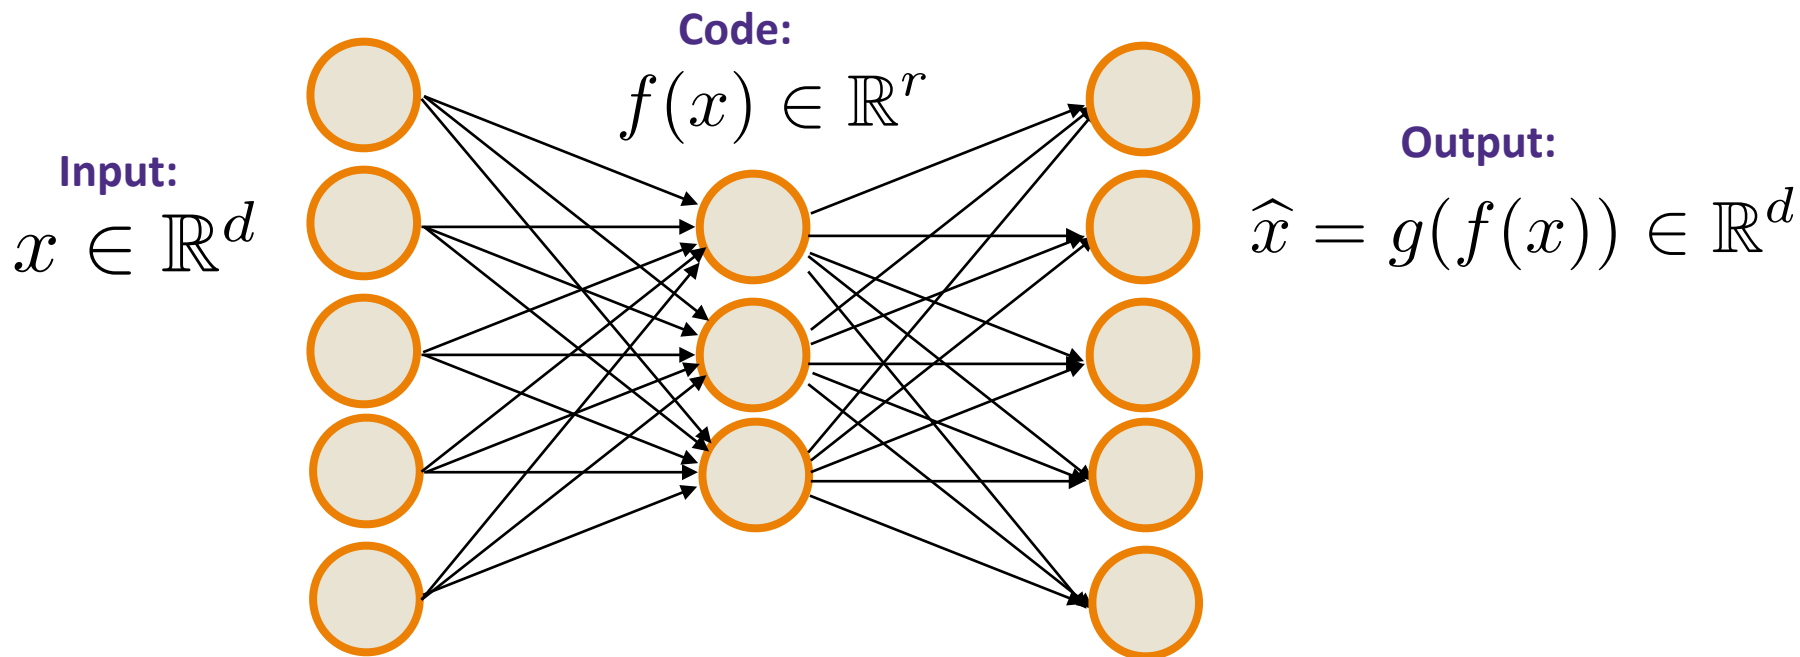 Input:
x ∈ ℝ^d
Code:
f(x) ∈ ℝ^r
Output:
x̂ = g(f(x)) ∈ ℝ^d